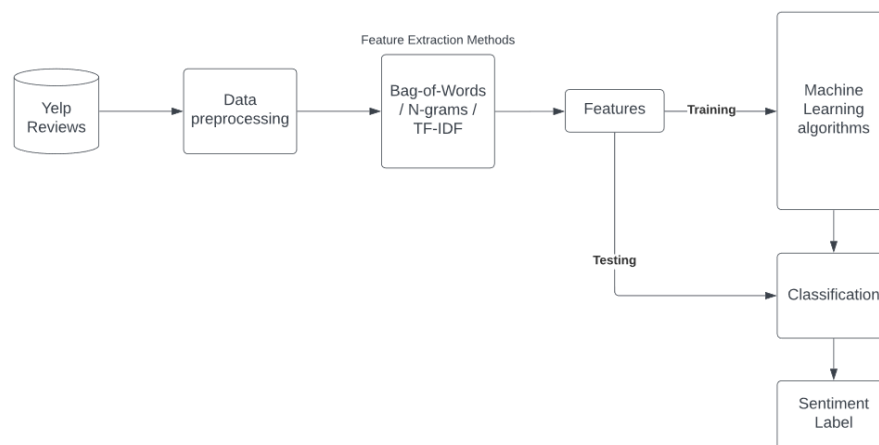 Feature Extraction Methods
Yelp
Reviews
Data
preprocessing
Bag-of-Words
/ N-grams /
TF-IDF
Features
Training
Machine
Learning
algorithms
Testing
Classification
Sentiment
Label